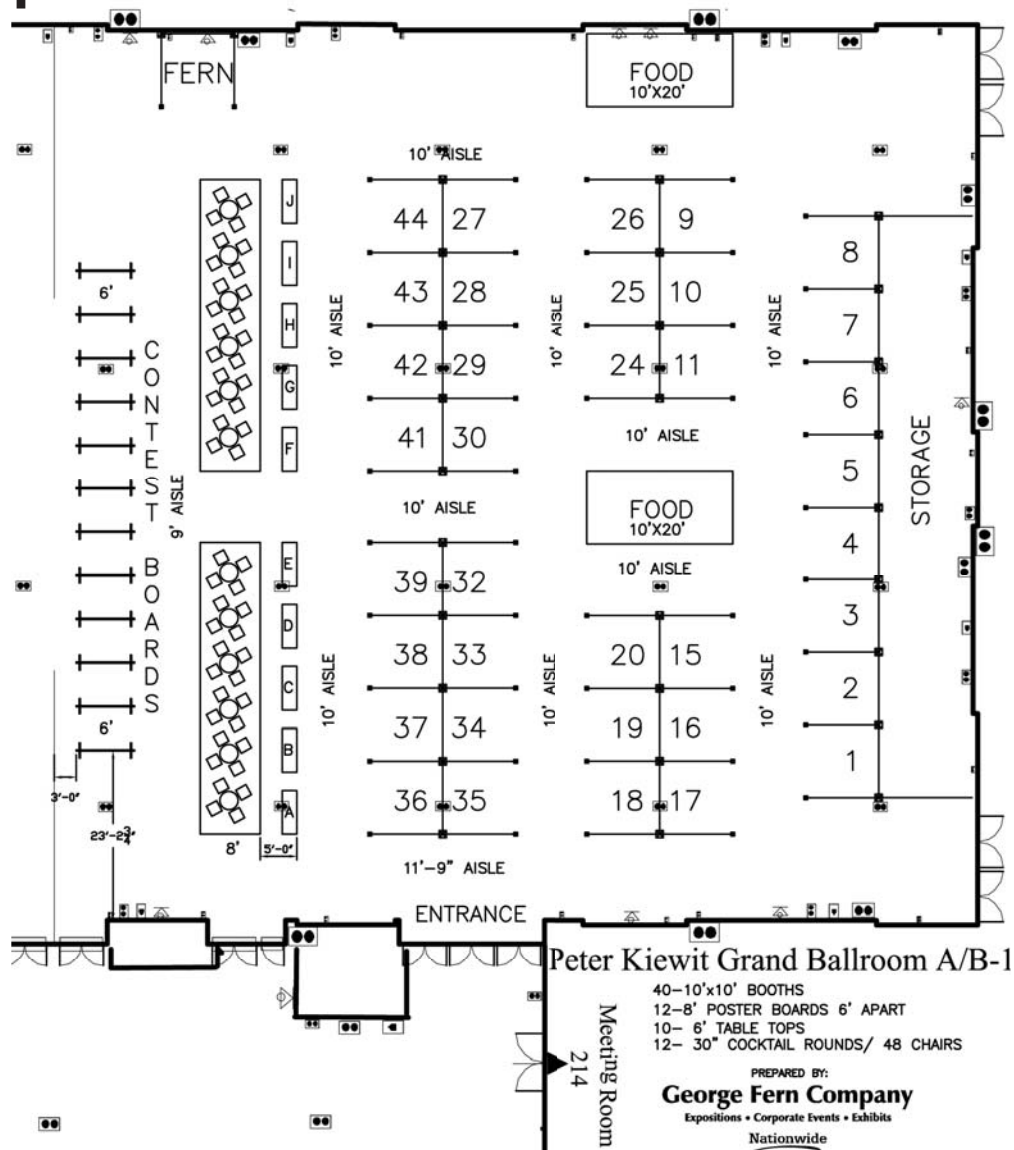 FERN
FOOD
10'X20'
10' AISLE
J
I
H
G
F
E
D
C
B
A
44 27
43 28
42 29
41 30
10' AISLE
39 32
38 33
37 34
36 35
11'-9" AISLE
26 9
25 10
24 11
10' AISLE
FOOD
10'X20'
10' AISLE
20 15
19 16
18 17
8
7
6
5
4
3
2
1
STORAGE
10' AISLE
10' AISLE
10' AISLE
10' AISLE
10' AISLE
10' AISLE
6'
CONTEST BOARDS
9' AISLE
6'
3'-0"
23'-2¾"
8'
5'-0"
ENTRANCE
Peter Kiewit Grand Ballroom A/B-1
40-10'x10' BOOTHS
12-8' POSTER BOARDS 6' APART
10- 6' TABLE TOPS
12- 30" COCKTAIL ROUNDS/ 48 CHAIRS
PREPARED BY:
George Fern Company
Expositions • Corporate Events • Exhibits
Nationwide
Meeting Room
214